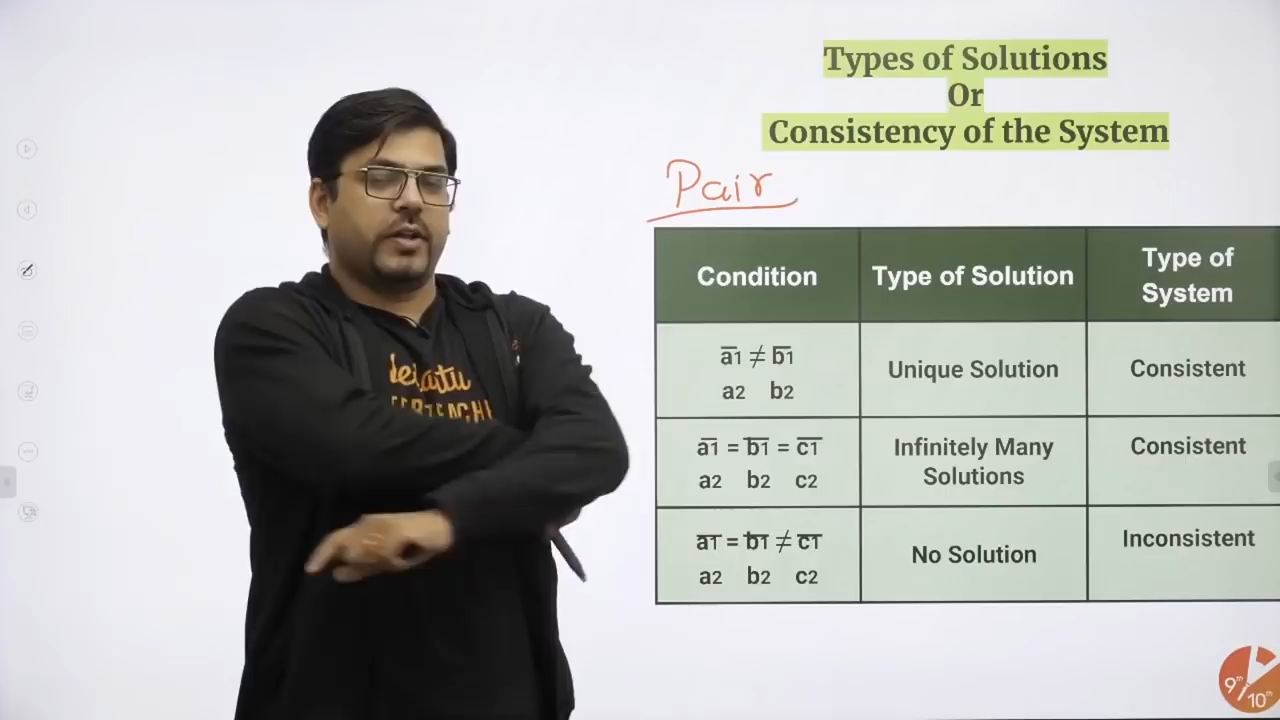 Types of Solutions
Or
Consistency of the System
Pair
Condition
Type of Solution
Type of
System
a1 ≠ b1
a2 b2
Unique Solution
Consistent
a1 = b1 = c1
a2 b2 c2
Infinitely Many
Solutions
Consistent
a1 = b1 ≠ c1
a2 b2 c2
No Solution
Inconsistent
9th
10th